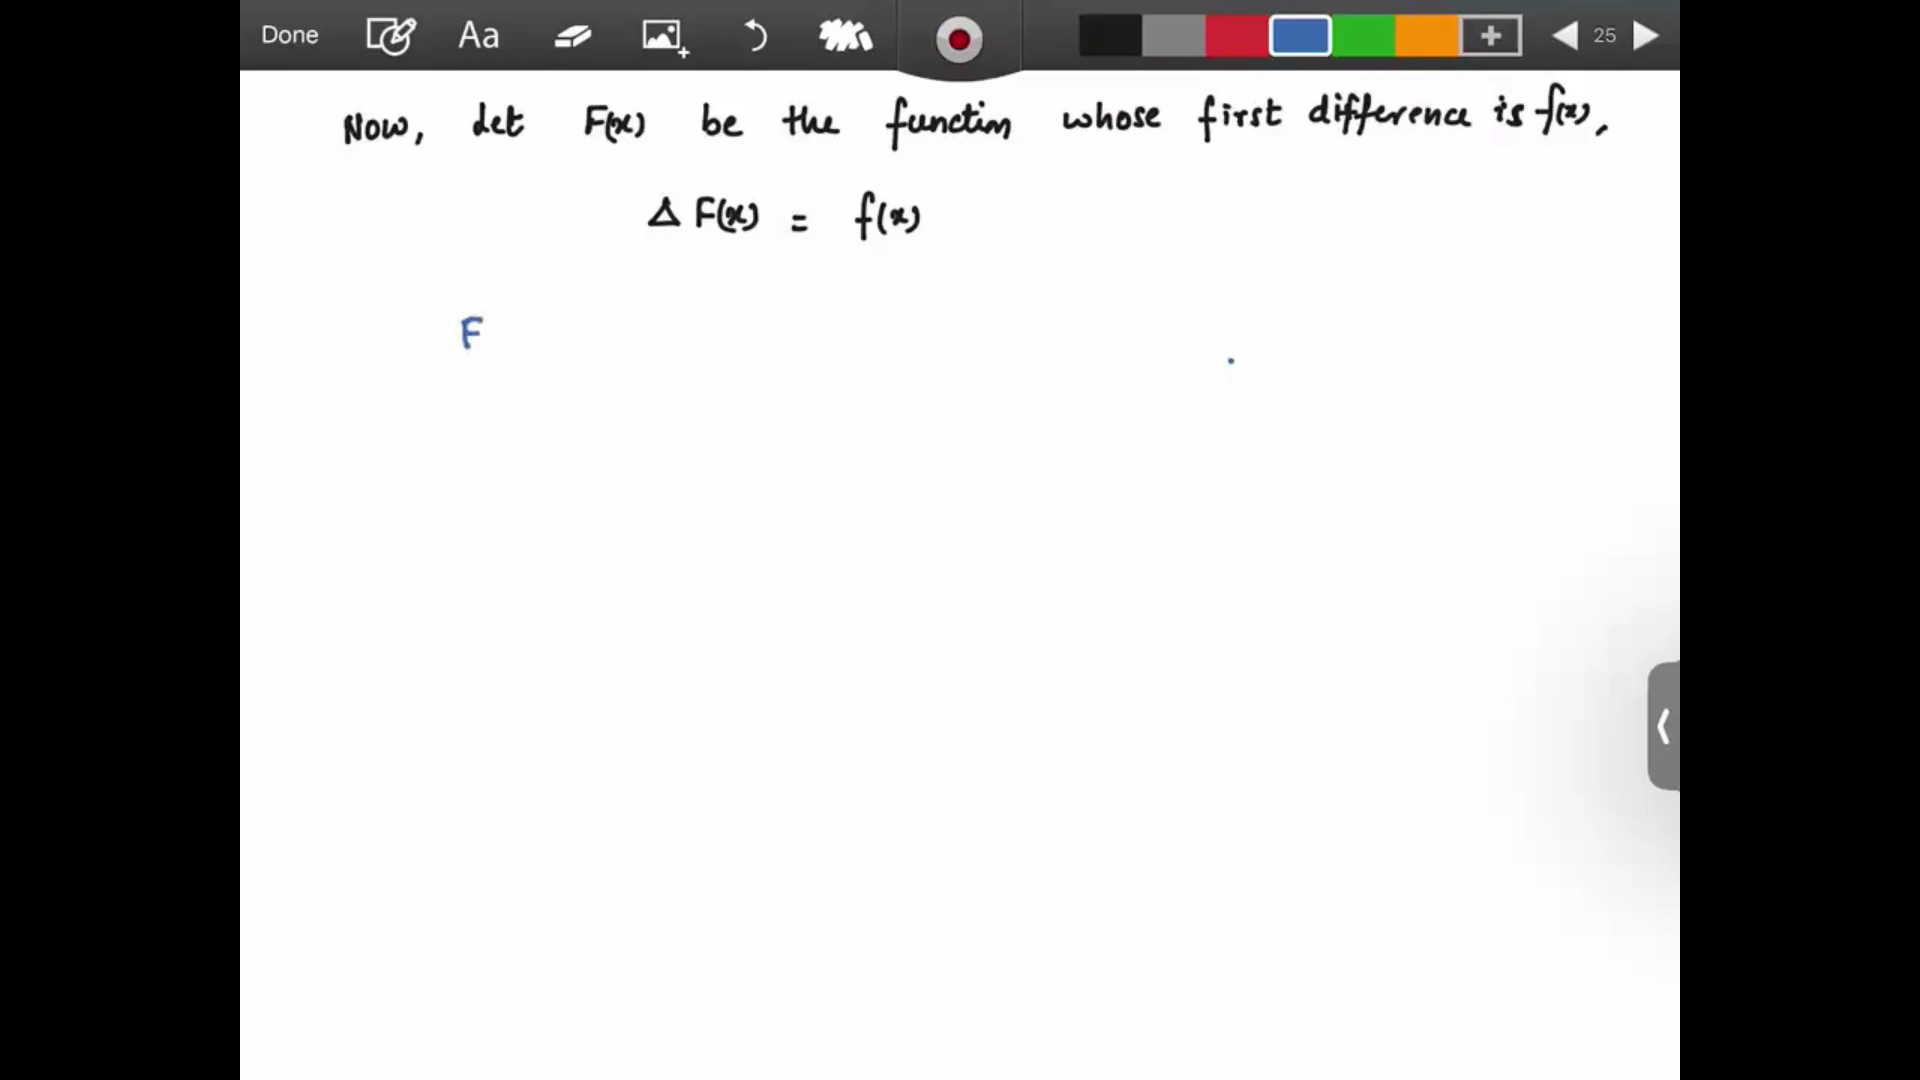 Done Aa 25
Now, let F(x) be the function whose first difference is f(x),
Δ F(x) = f(x)
F